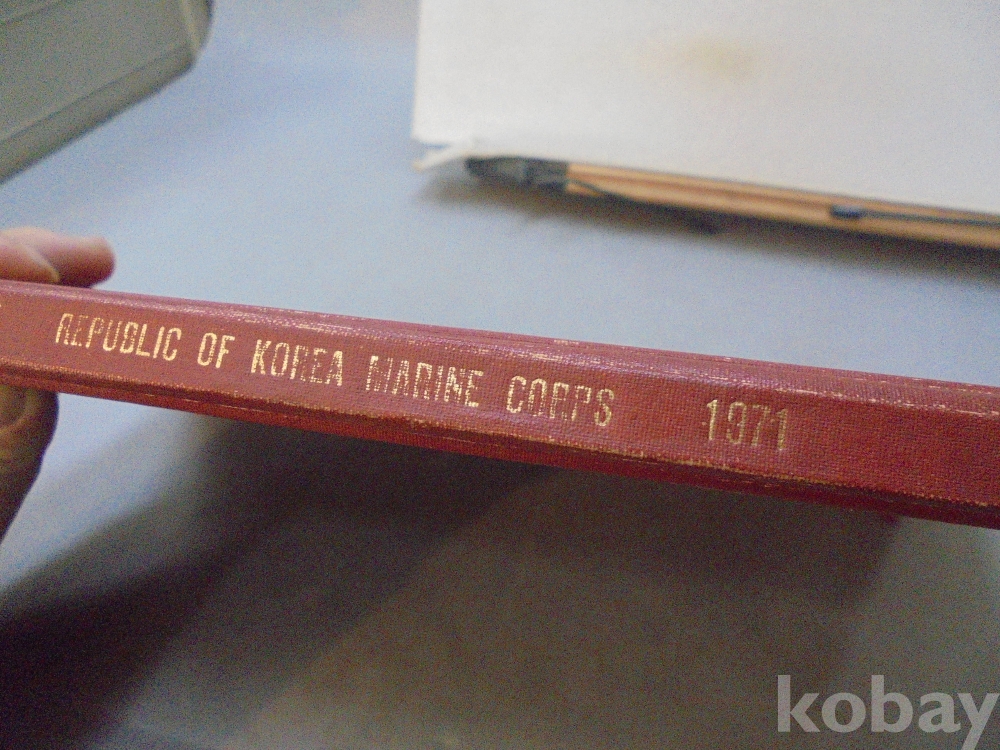 REPUBLIC OF KOREA MARINE CORPS 1971
kobay